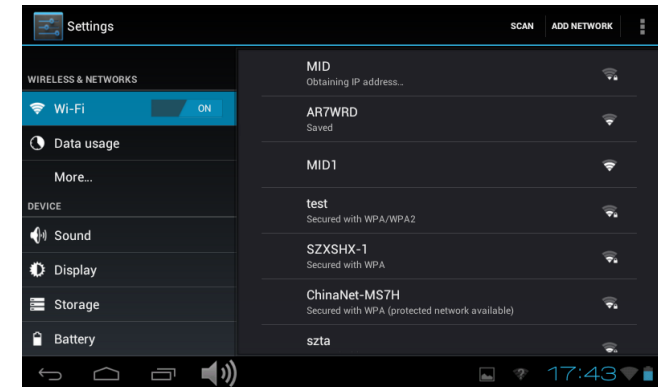 Settings
SCAN
ADD NETWORK
WIRELESS & NETWORKS
Wi-Fi
ON
Data usage
More...
DEVICE
Sound
Display
Storage
Battery
MID
Obtaining IP address...
AR7WRD
Saved
MID1
test
Secured with WPA/WPA2
SZXSHX-1
Secured with WPA
ChinaNet-MS7H
Secured with WPA (protected network available)
szta
?
17:43